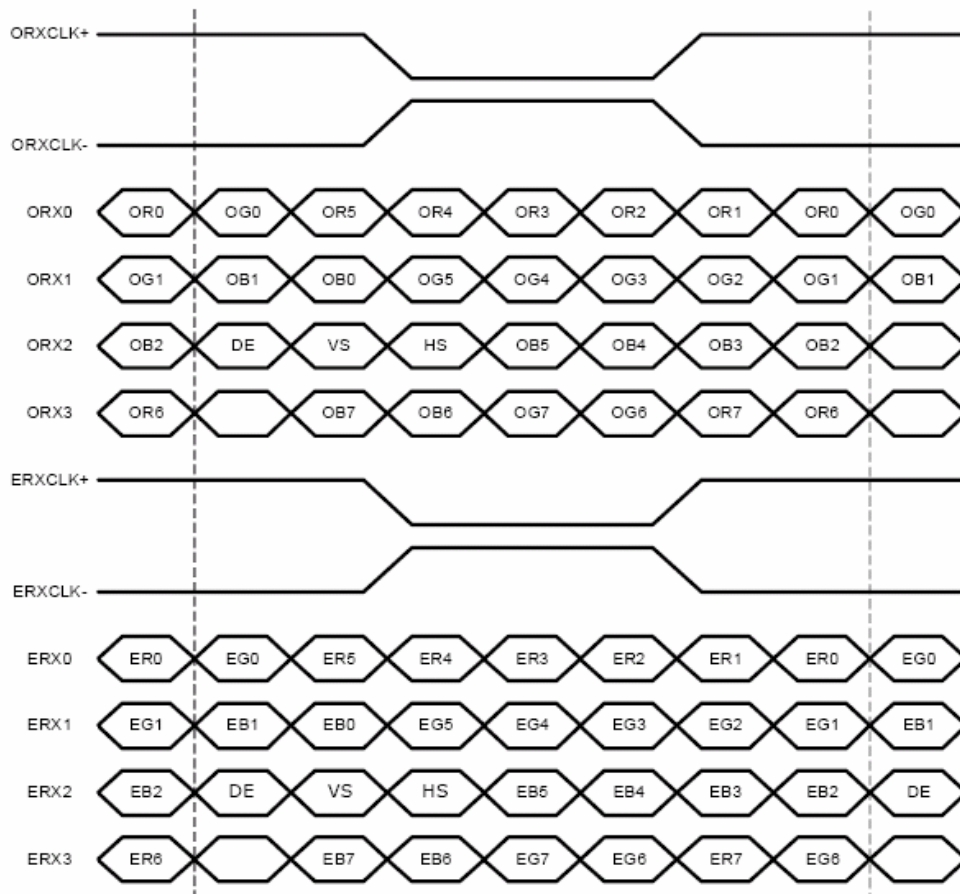 ORXCLK+
ORXCLK-
ORX0 OR0 OG0 OR5 OR4 OR3 OR2 OR1 OR0 OG0
ORX1 OG1 OB1 OB0 OG5 OG4 OG3 OG2 OG1 OB1
ORX2 OB2 DE VS HS OB5 OB4 OB3 OB2
ORX3 OR6 OB7 OB6 OG7 OG6 OR7 OR6
ERXCLK+
ERXCLK-
ERX0 ER0 EG0 ER5 ER4 ER3 ER2 ER1 ER0 EG0
ERX1 EG1 EB1 EB0 EG5 EG4 EG3 EG2 EG1 EB1
ERX2 EB2 DE VS HS EB5 EB4 EB3 EB2 DE
ERX3 ER6 EB7 EB6 EG7 EG6 ER7 EG6